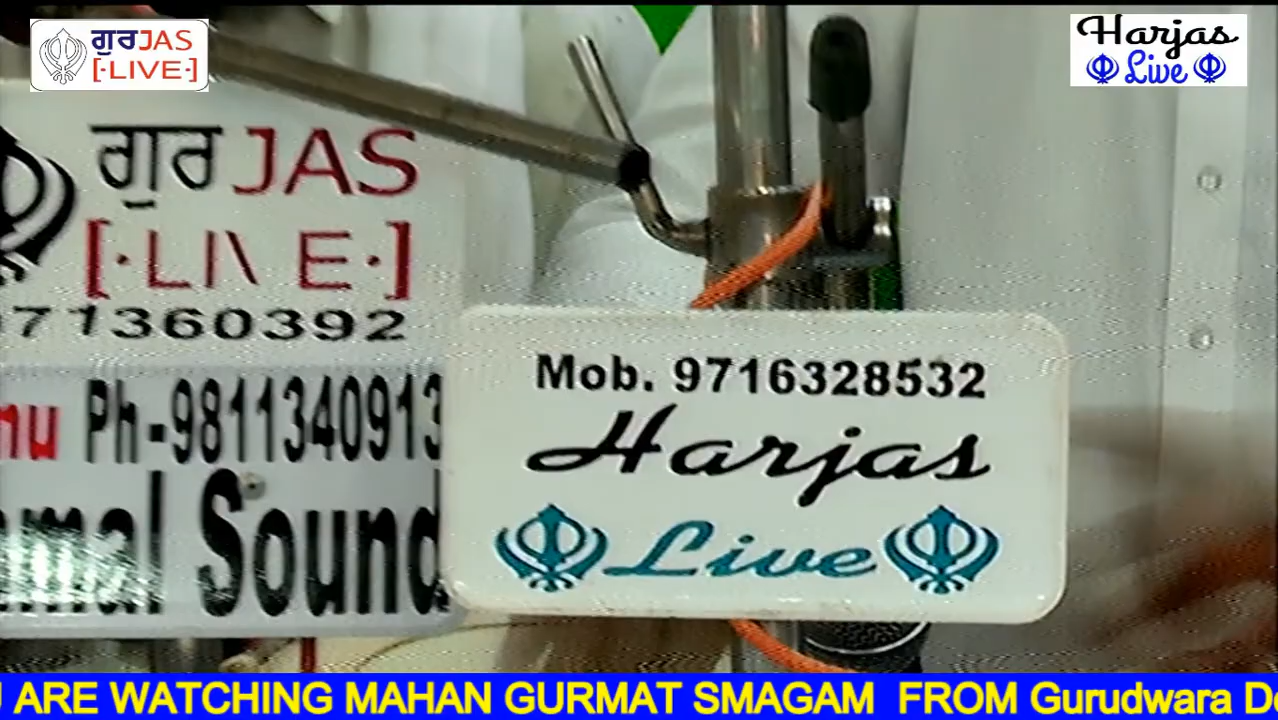 ਗੁਰJAS
[·LIVE·]
Harjas
Live
ਗੁਰJAS
[·LIVE·]
71360392
Ph-9811340913
Sound
Mob. 9716328532
Harjas
Live
ARE WATCHING MAHAN GURMAT SMAGAM FROM Gurudwara